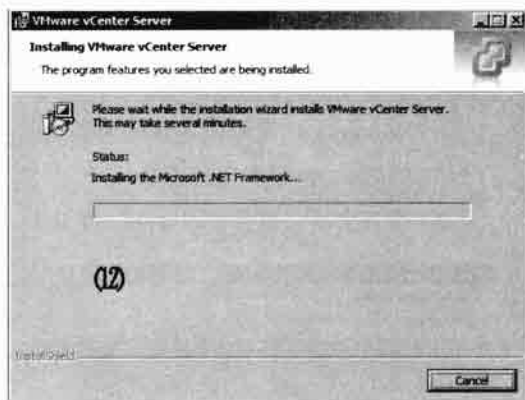 VMware vCenter Server
Installing VMware vCenter Server
The program features you selected are being installed.
Please wait while the installation wizard installs VMware vCenter Server.
This may take several minutes.
Status:
Installing the Microsoft .NET Framework...
(12)
InstallShield
Cancel